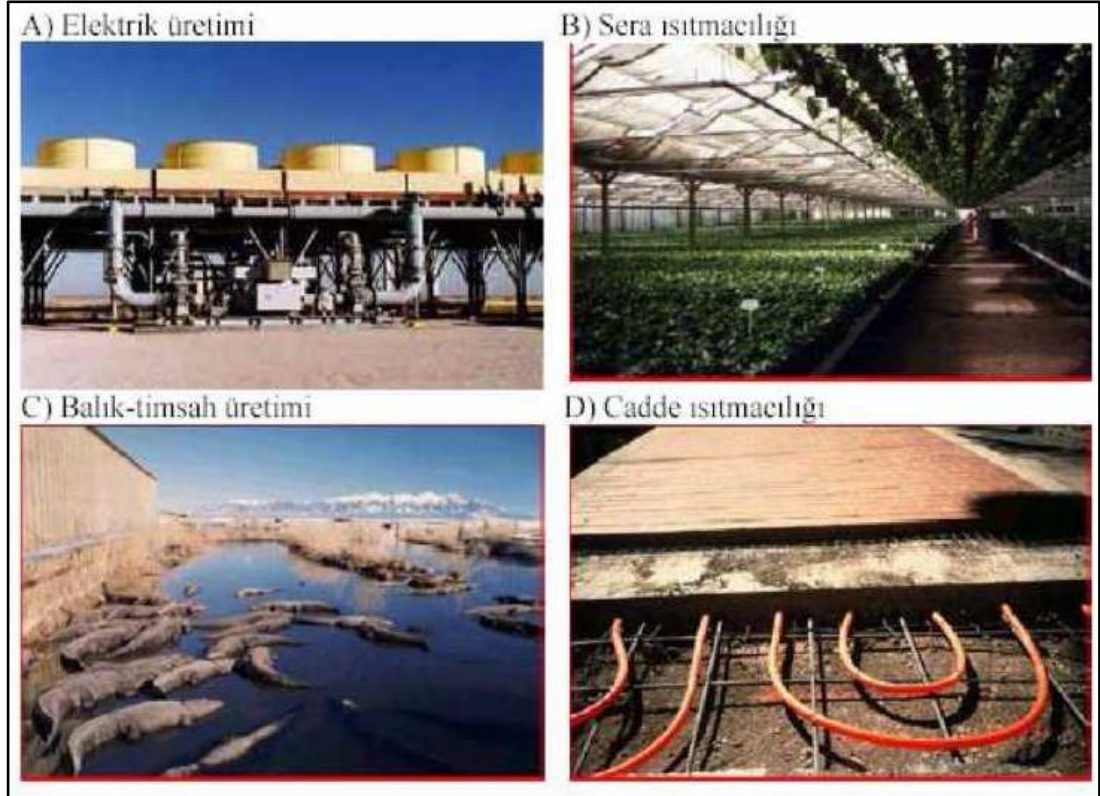 A) Elektrik üretimi
B) Sera ısıtmacılığı
C) Balık-timsah üretimi
D) Cadde ısıtmacılığı